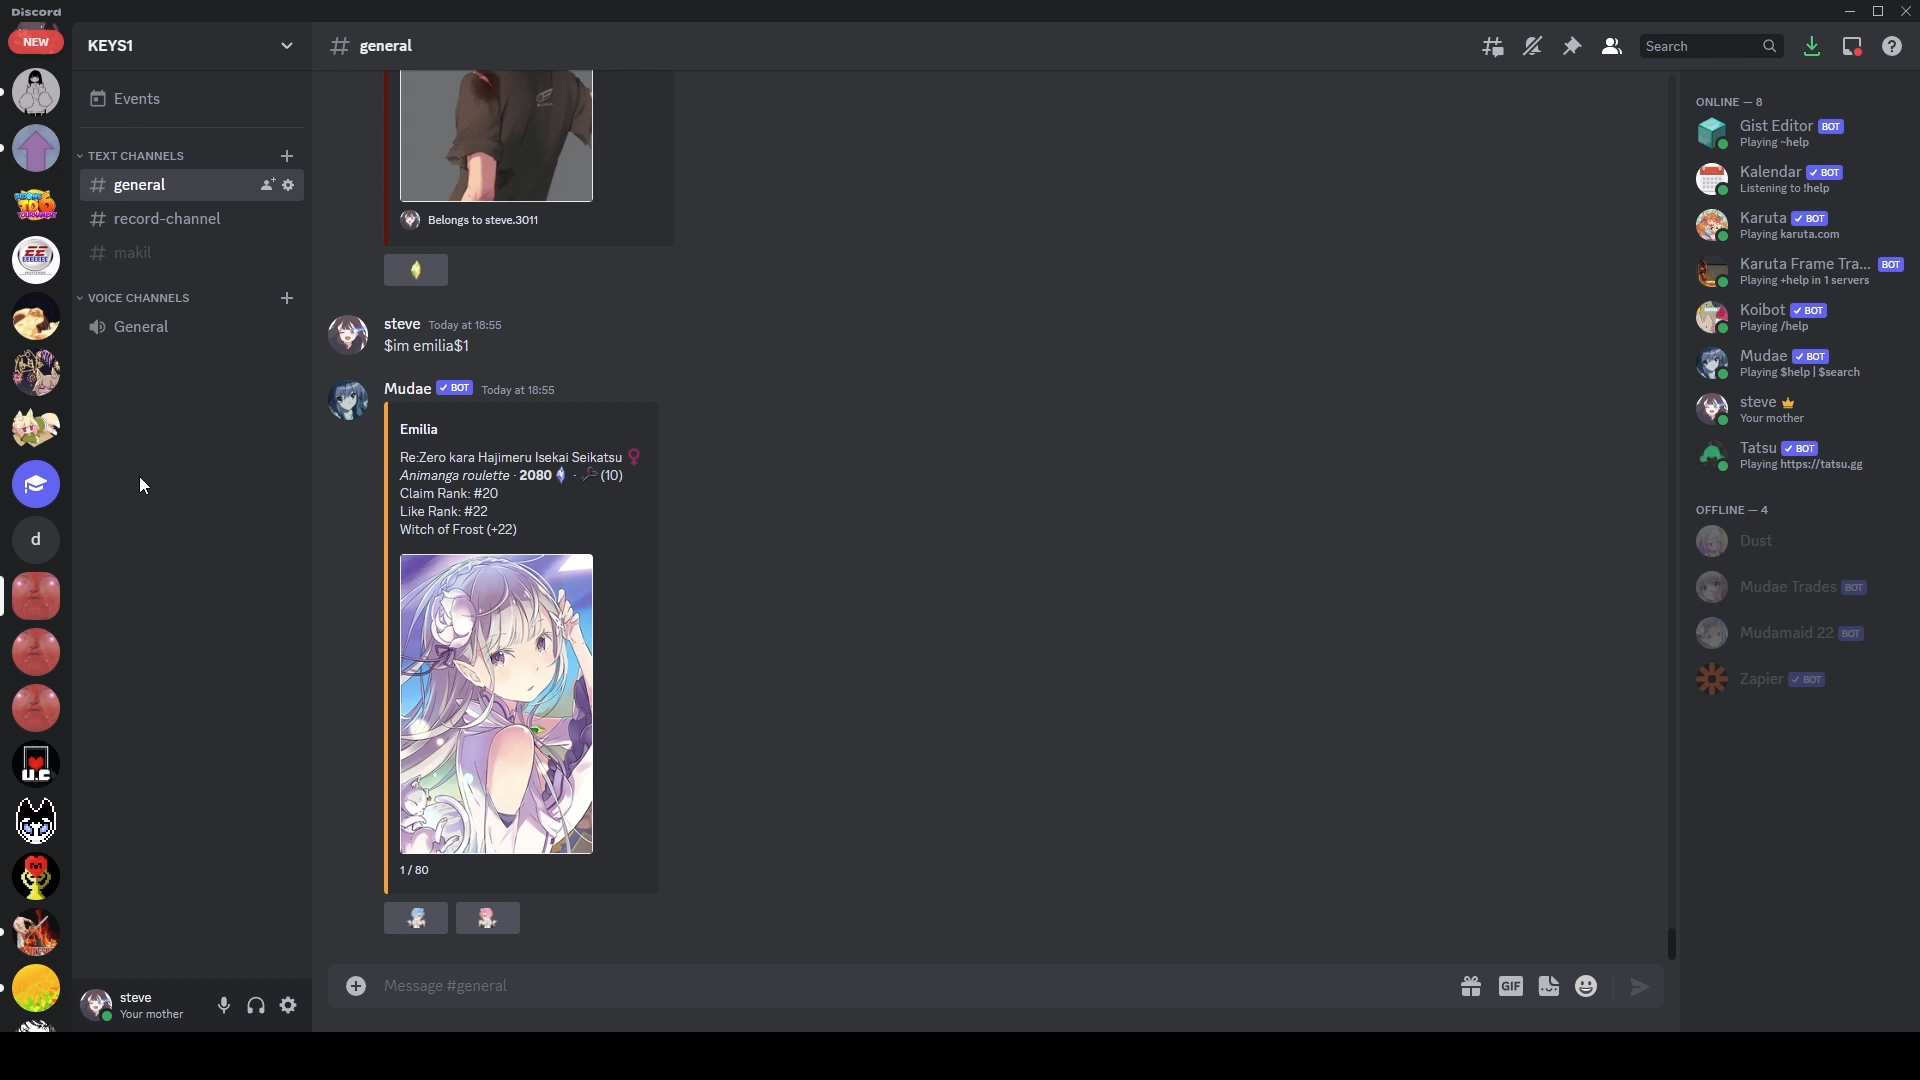 Discord
NEW
KEYS1
general
Search
Events
TEXT CHANNELS
general
record-channel
makil
VOICE CHANNELS
General
d
EE
U.C
Belongs to steve.3011
steve Today at 18:55
$im emilia$1
Mudae ✓ BOT Today at 18:55
Emilia
Re:Zero kara Hajimeru Isekai Seikatsu
Animanga roulette · 2080 · (10)
Claim Rank: #20
Like Rank: #22
Witch of Frost (+22)
1 / 80
Message #general
GIF
steve
Your mother
ONLINE — 8
Gist Editor BOT
Playing ~help
Kalendar ✓ BOT
Listening to !help
Karuta ✓ BOT
Playing karuta.com
Karuta Frame Tra... BOT
Playing +help in 1 servers
Koibot ✓ BOT
Playing /help
Mudae ✓ BOT
Playing $help | $search
steve
Your mother
Tatsu ✓ BOT
Playing https://tatsu.gg
OFFLINE — 4
Dust
Mudae Trades BOT
Mudamaid 22 BOT
Zapier ✓ BOT